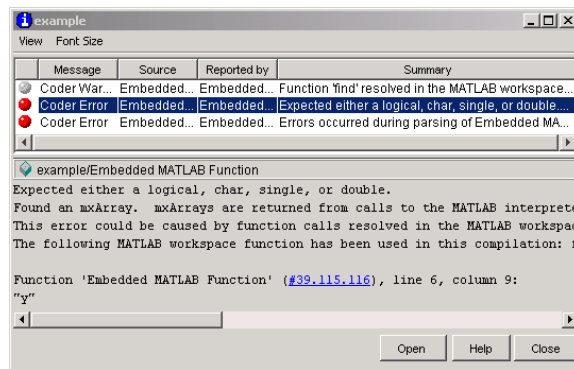 example
View Font Size
Message Source Reported by Summary
Coder War... Embedded... Embedded... Function 'find' resolved in the MATLAB workspace...
Coder Error Embedded... Embedded... Expected either a logical, char, single, or double....
Coder Error Embedded... Embedded... Errors occurred during parsing of Embedded MA...
example/Embedded MATLAB Function
Expected either a logical, char, single, or double.
Found an mxArray. mxArrays are returned from calls to the MATLAB interprete
This error could be caused by function calls resolved in the MATLAB workspac
The following MATLAB workspace function has been used in this compilation:
Function 'Embedded MATLAB Function' (#39.115.116), line 6, column 9:
"y"
Open Help Close